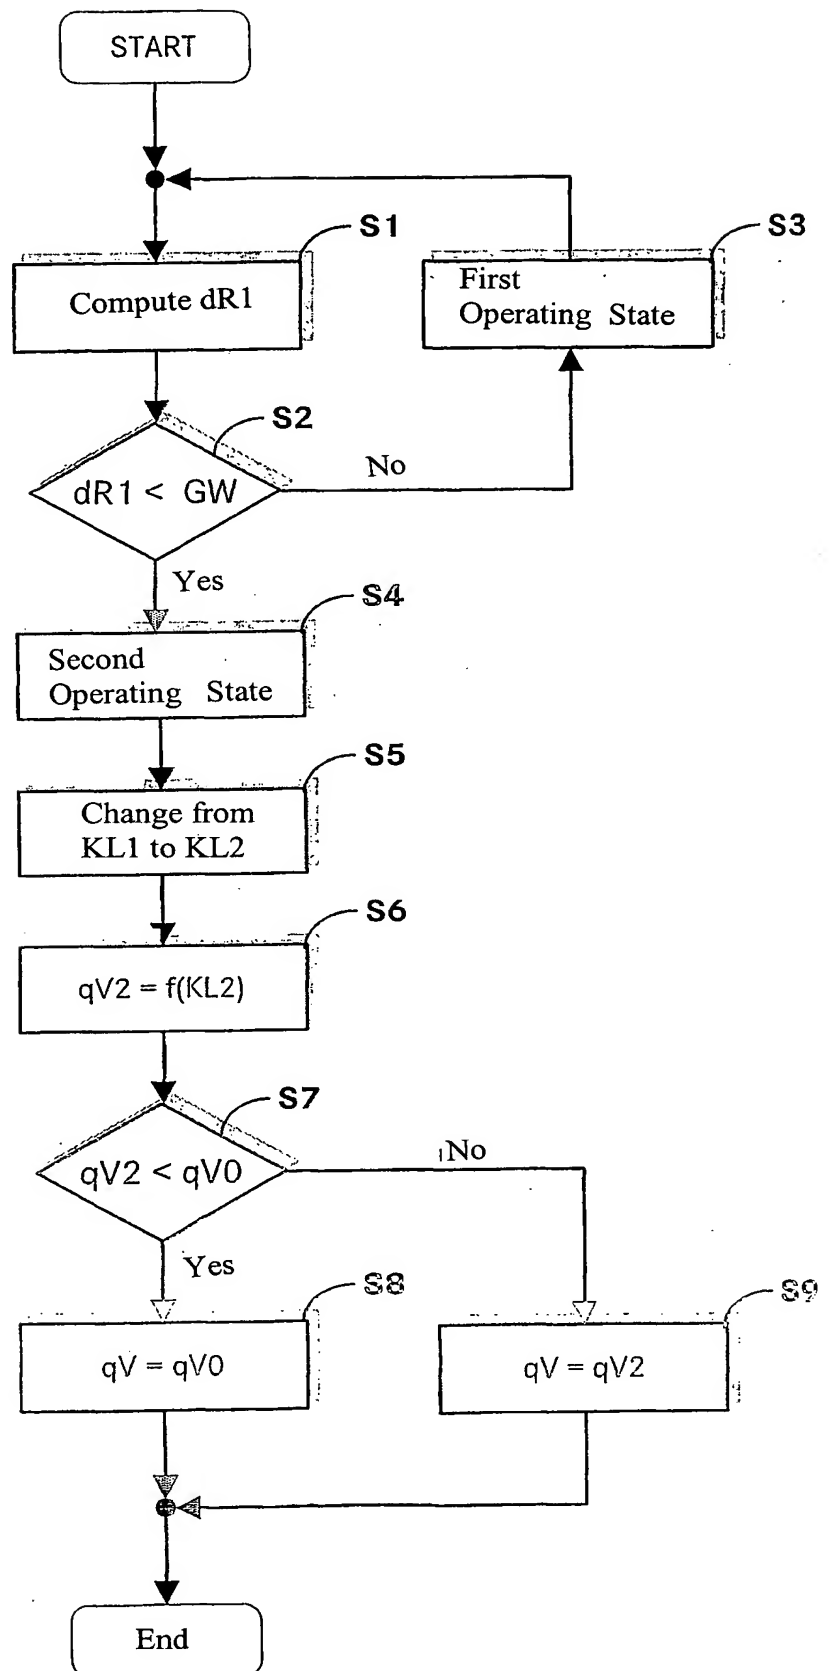 START
S1
S3
Compute dR1
First
Operating State
S2
No
dR1 < GW
Yes
S4
Second
Operating State
S5
Change from
KL1 to KL2
S6
qV2 = f(KL2)
S7
No
qV2 < qV0
Yes
S8
S9
qV = qV0
qV = qV2
End